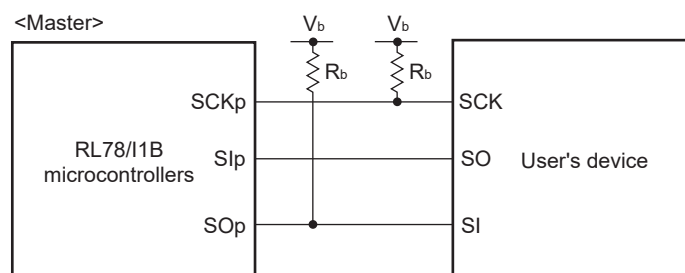 <Master>
Vb Vb
Rb Rb
SCKp SCK
RL78/I1B
microcontrollers
SIp SO
User's device
SOp SI